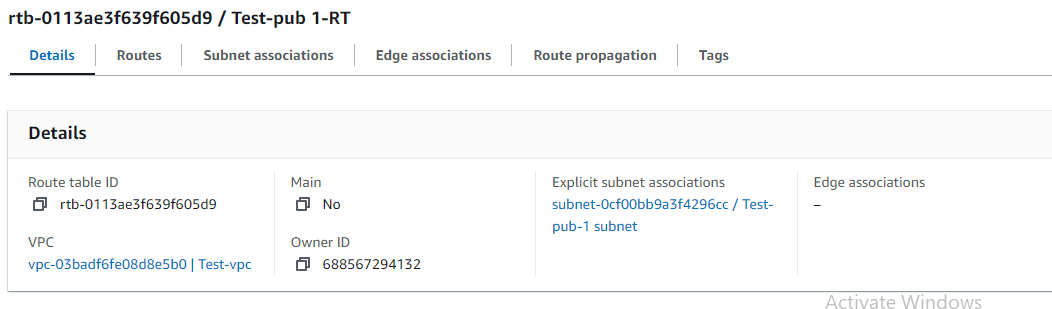 rtb-0113ae3f639f605d9 / Test-pub 1-RT
Details
Routes
Subnet associations
Edge associations
Route propagation
Tags
Details
Route table ID
rtb-0113ae3f639f605d9
VPC
vpc-03badf6fe08d8e5b0 | Test-vpc
Main
No
Owner ID
688567294132
Explicit subnet associations
subnet-0cf00bb9a3f4296cc / Test-
pub-1 subnet
Edge associations
–
Activate Windows